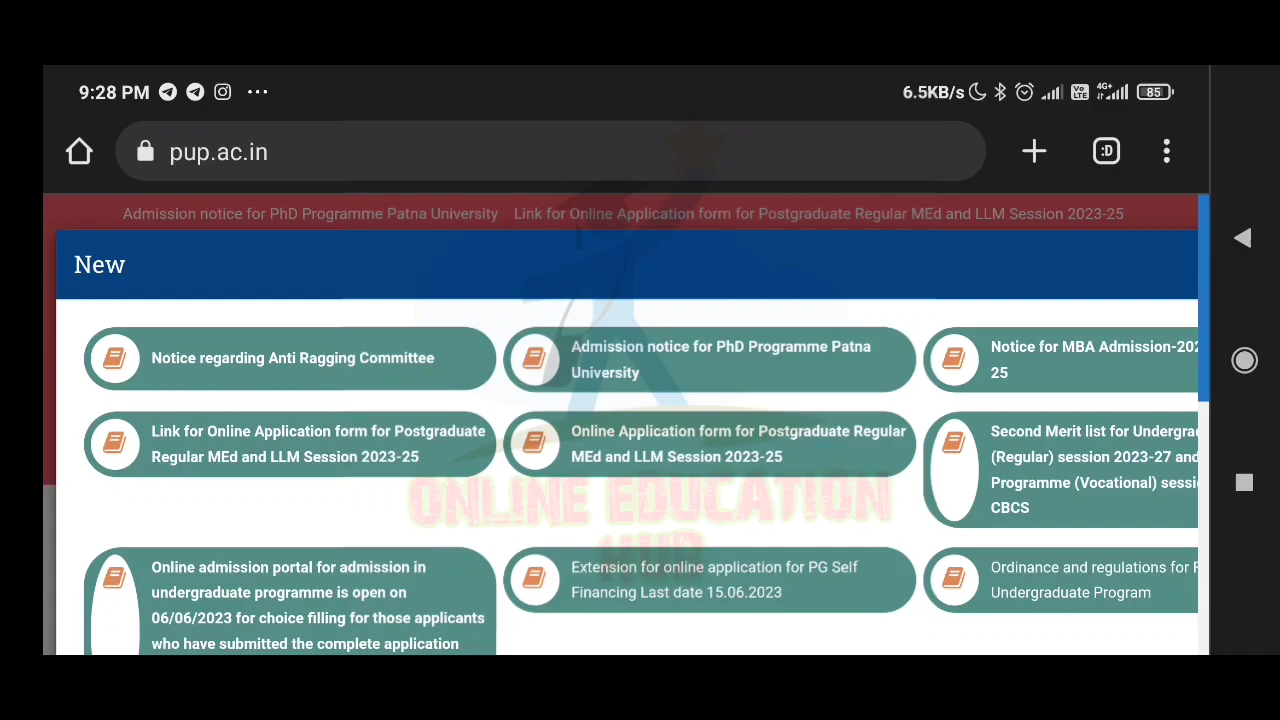 9:28 PM
6.5KB/s
Vo LTE
4G+
85
pup.ac.in
:D
Admission notice for PhD Programme Patna University Link for Online Application form for Postgraduate Regular MEd and LLM Session 2023-25
New
Notice regarding Anti Ragging Committee
Admission notice for PhD Programme Patna
University
Notice for MBA Admission-202
25
Link for Online Application form for Postgraduate
Regular MEd and LLM Session 2023-25
Online Application form for Postgraduate Regular
MEd and LLM Session 2023-25
Second Merit list for Undergra
(Regular) session 2023-27 and
Programme (Vocational) sessi
CBCS
ONLINE EDUCATION
HUB
Online admission portal for admission in
undergraduate programme is open on
06/06/2023 for choice filling for those applicants
who have submitted the complete application
Extension for online application for PG Self
Financing Last date 15.06.2023
Ordinance and regulations for F
Undergraduate Program